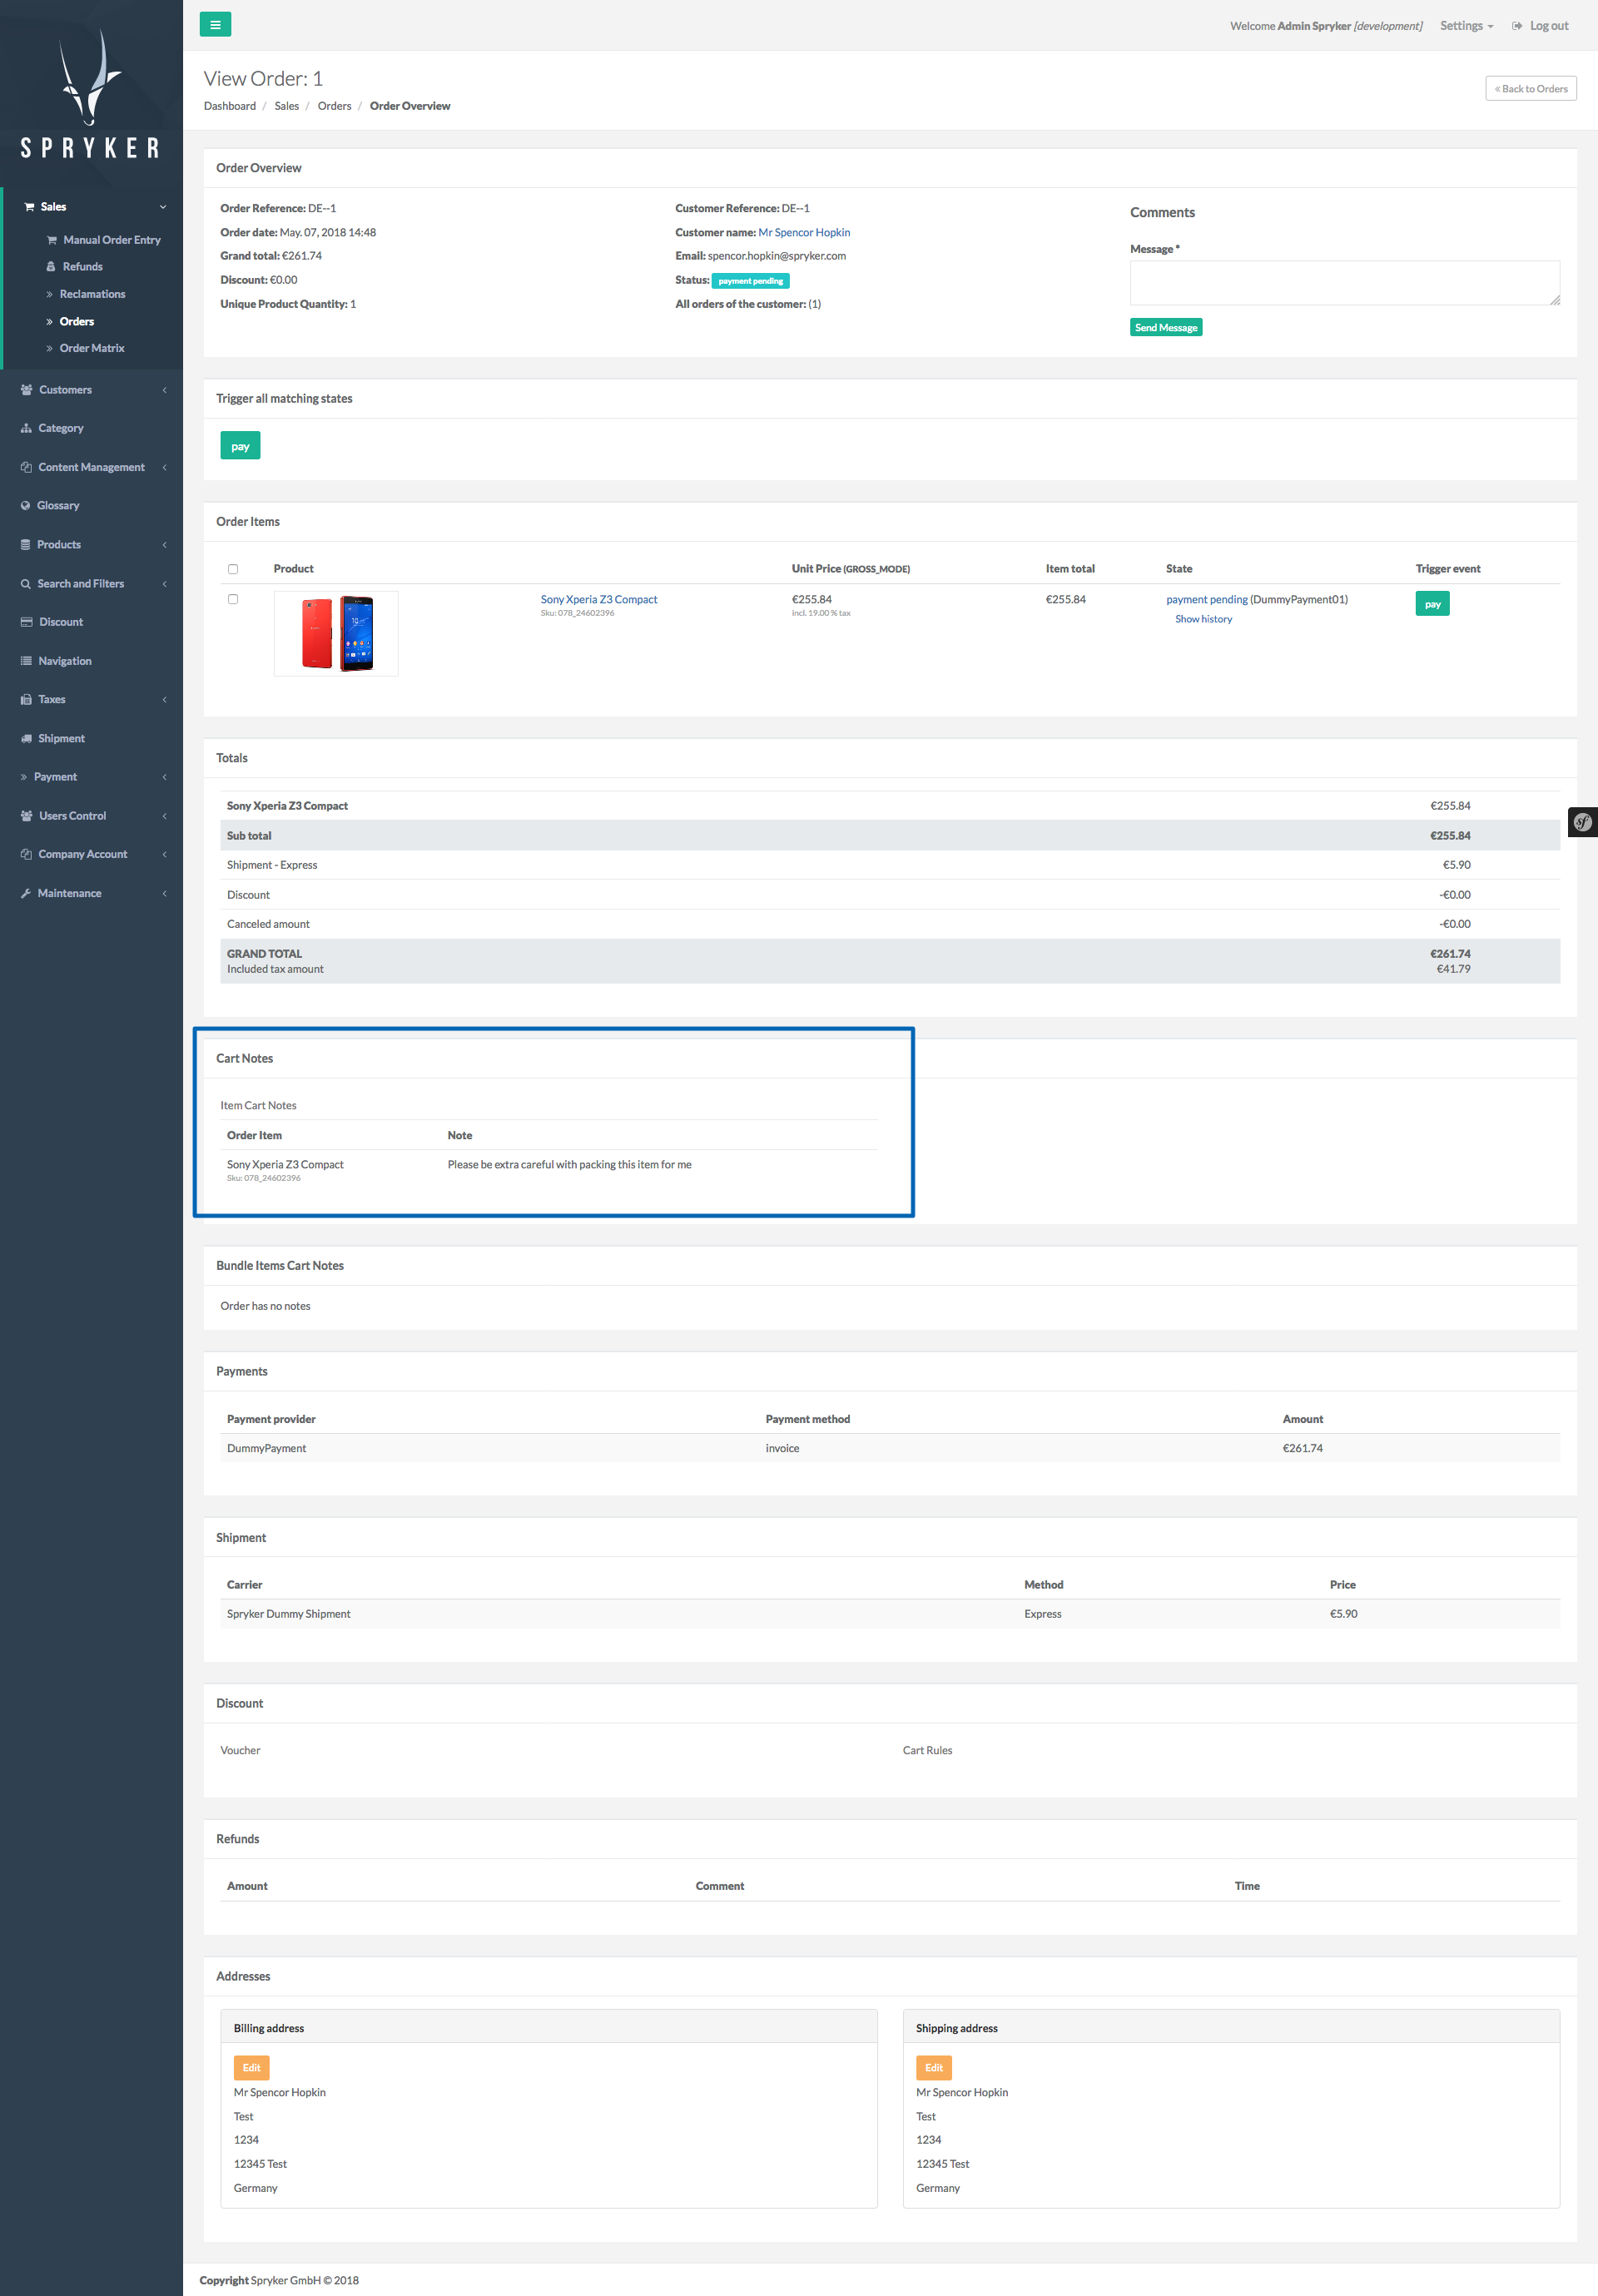 Welcome Admin Spryker [development] Settings Log out
SPRYKER
View Order: 1
« Back to Orders
Dashboard / Sales / Orders / Order Overview
Sales
Manual Order Entry
Refunds
Reclamations
Orders
Order Matrix
Customers
Category
Content Management
Glossary
Products
Search and Filters
Discount
Navigation
Taxes
Shipment
Payment
Users Control
Company Account
Maintenance
Order Overview
Order Reference: DE--1
Order date: May. 07, 2018 14:48
Grand total: €261.74
Discount: €0.00
Unique Product Quantity: 1
Customer Reference: DE--1
Customer name: Mr Spencor Hopkin
Email: spencor.hopkin@spryker.com
Status: payment pending
All orders of the customer: (1)
Comments
Message *
Send Message
Trigger all matching states
pay
Order Items
Product Unit Price (GROSS_MODE) Item total State Trigger event
Sony Xperia Z3 Compact €255.84 €255.84 payment pending (DummyPayment01) pay
Sku: 078_24602396 incl. 19.00 % tax
Show history
Totals
Sony Xperia Z3 Compact €255.84
Sub total €255.84
Shipment - Express €5.90
Discount -€0.00
Canceled amount -€0.00
GRAND TOTAL €261.74
Included tax amount €41.79
sf
Cart Notes
Item Cart Notes
Order Item Note
Sony Xperia Z3 Compact Please be extra careful with packing this item for me
Sku: 078_24602396
Bundle Items Cart Notes
Order has no notes
Payments
Payment provider Payment method Amount
DummyPayment invoice €261.74
Shipment
Carrier Method Price
Spryker Dummy Shipment Express €5.90
Discount
Voucher Cart Rules
Refunds
Amount Comment Time
Addresses
Billing address
Edit
Mr Spencor Hopkin
Test
1234
12345 Test
Germany
Shipping address
Edit
Mr Spencor Hopkin
Test
1234
12345 Test
Germany
Copyright Spryker GmbH © 2018